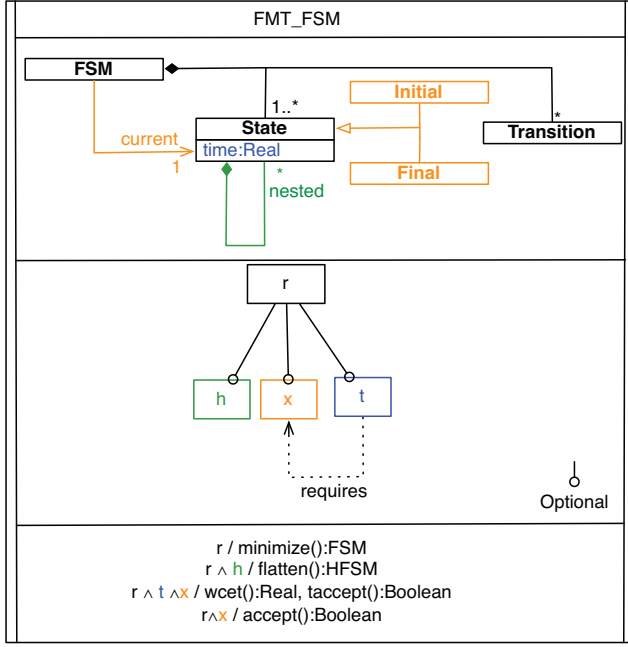 FMT_FSM
FSM
Initial
1..*
State
*
Transition
current
time:Real
1
*
Final
nested
r
h
x
t
requires
Optional
r / minimize():FSM
r ∧ h / flatten():HFSM
r ∧ t ∧x / wcet():Real, taccept():Boolean
r∧x / accept():Boolean